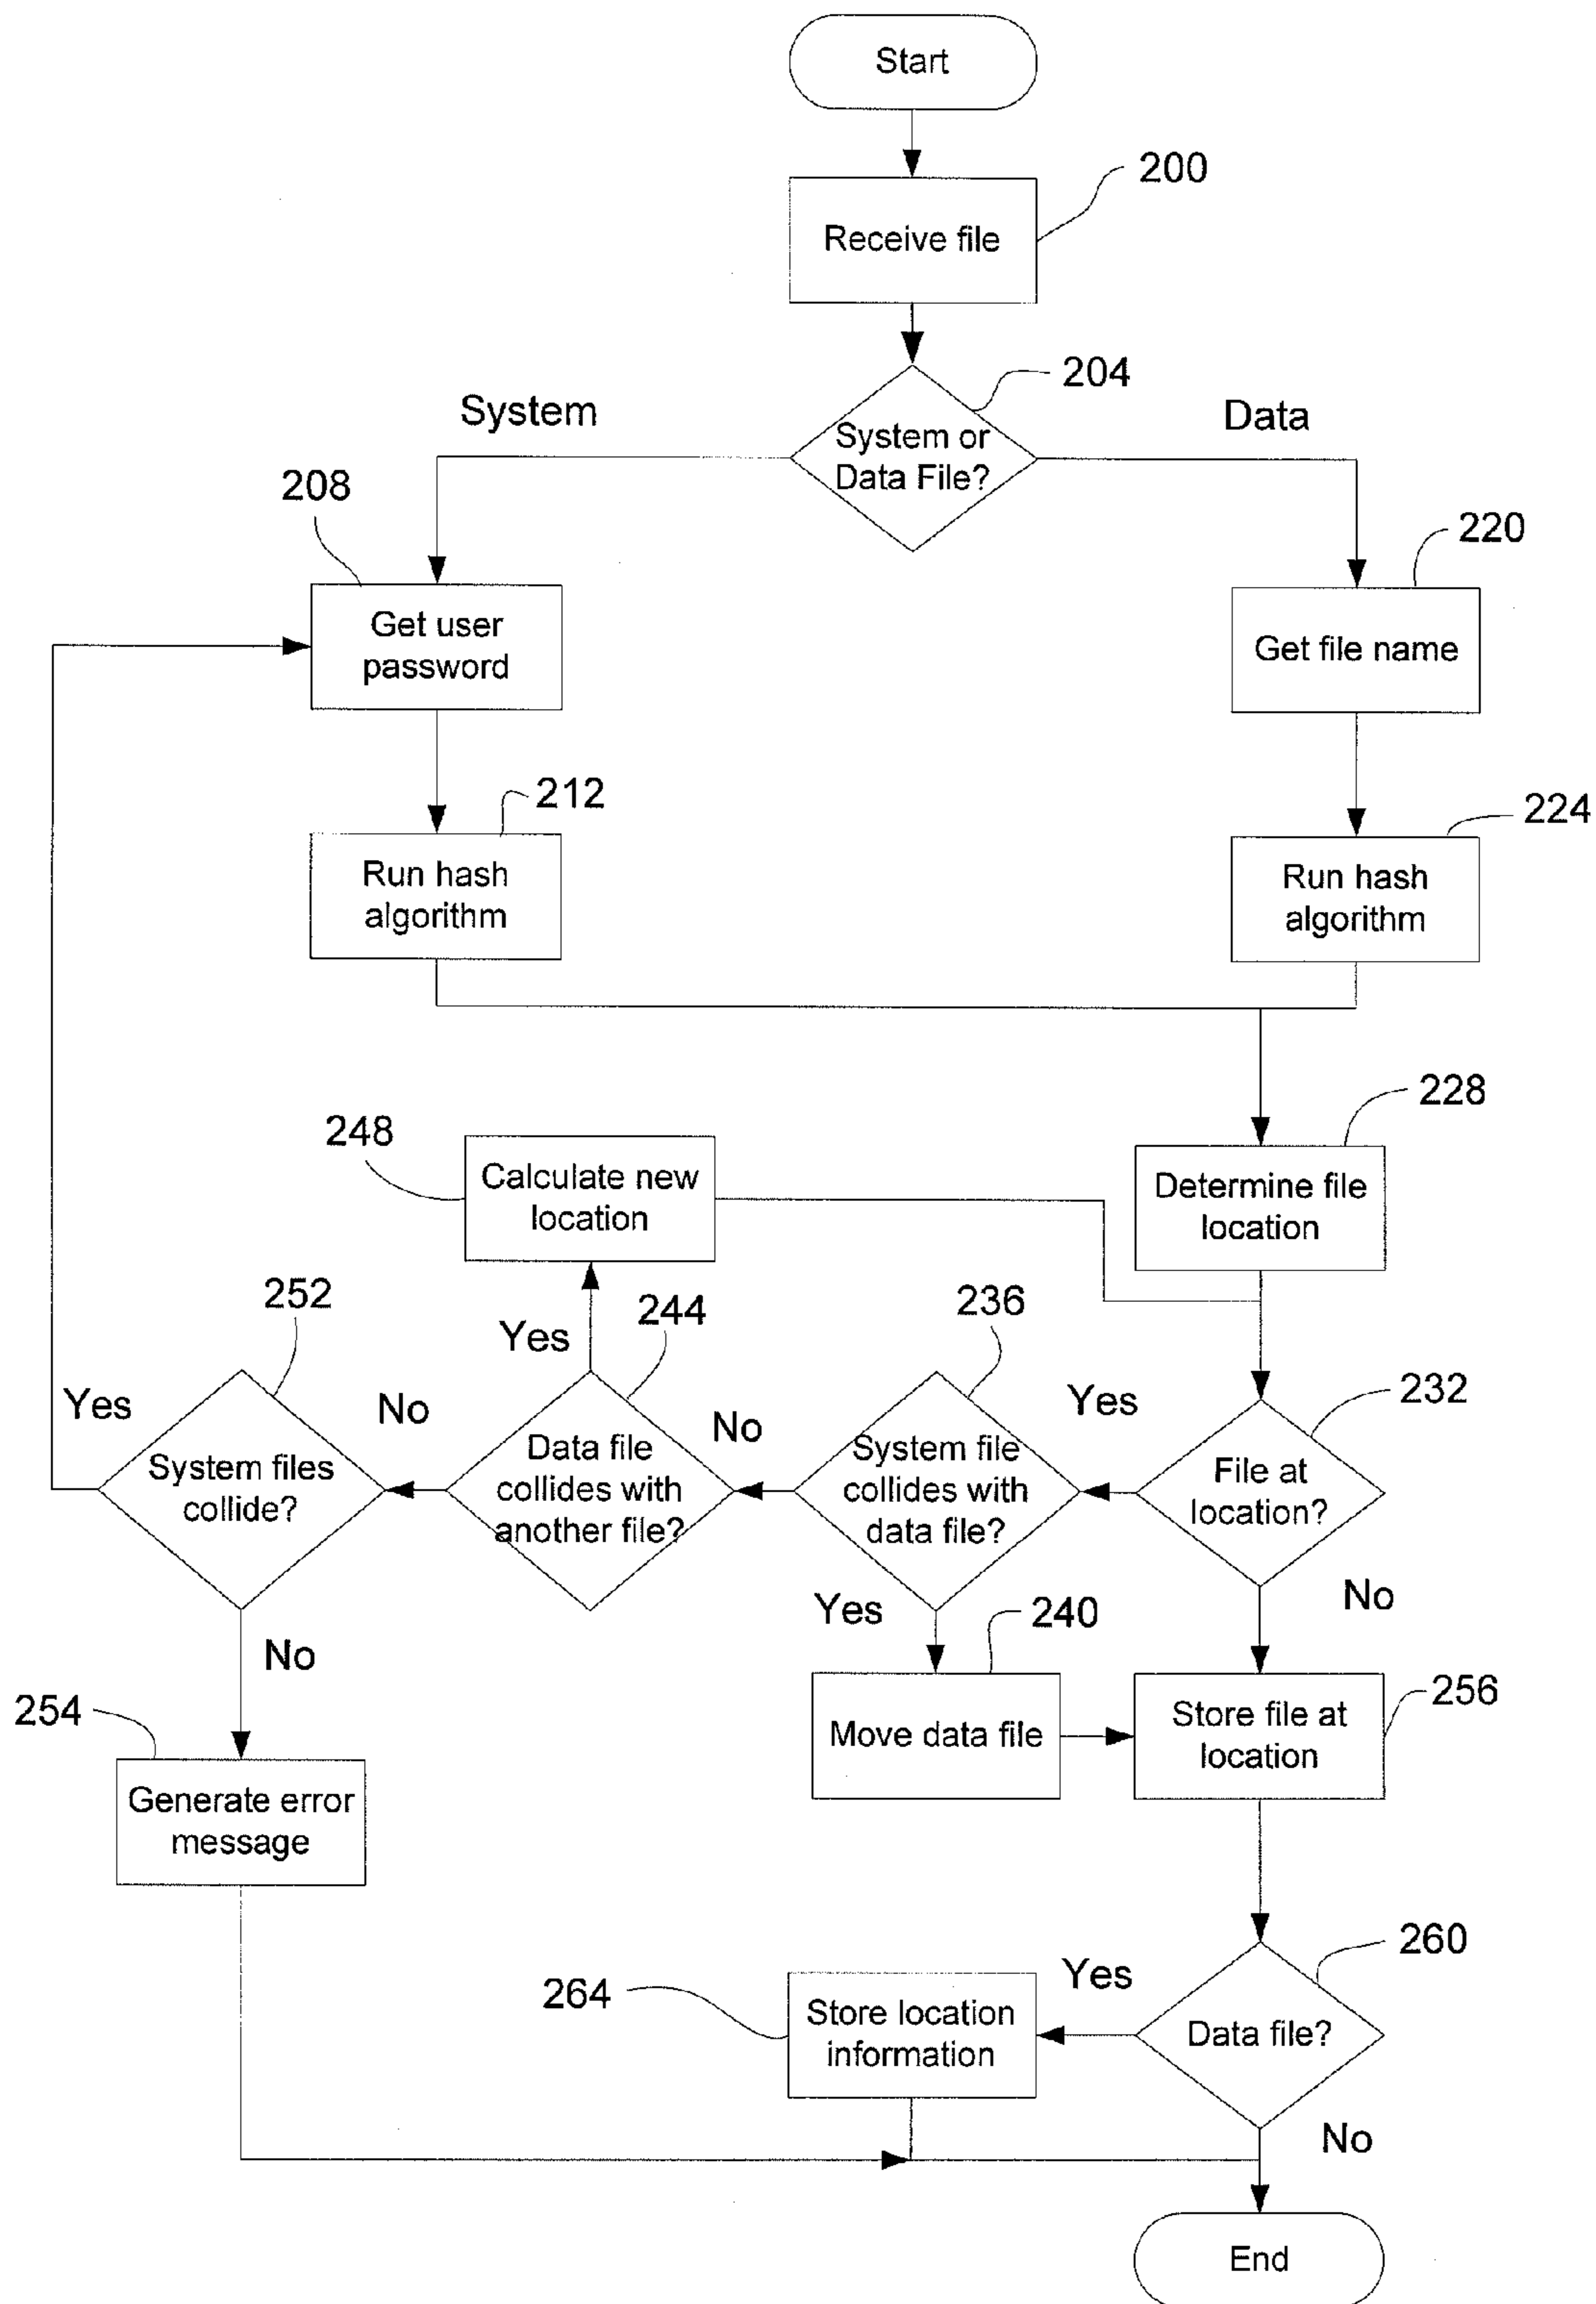 Start
200
Receive file
204
System
Data
System or
Data File?
208
220
Get user
password
Get file name
212
224
Run hash
algorithm
Run hash
algorithm
228
248
Calculate new
location
Determine file
location
252
244
236
Yes
232
Yes
No
No
Yes
System files
collide?
Data file
collides with
another file?
System file
collides with
data file?
File at
location?
No
Yes
240
No
254
256
Move data file
Store file at
location
Generate error
message
260
264
Yes
Store location
information
Data file?
No
End